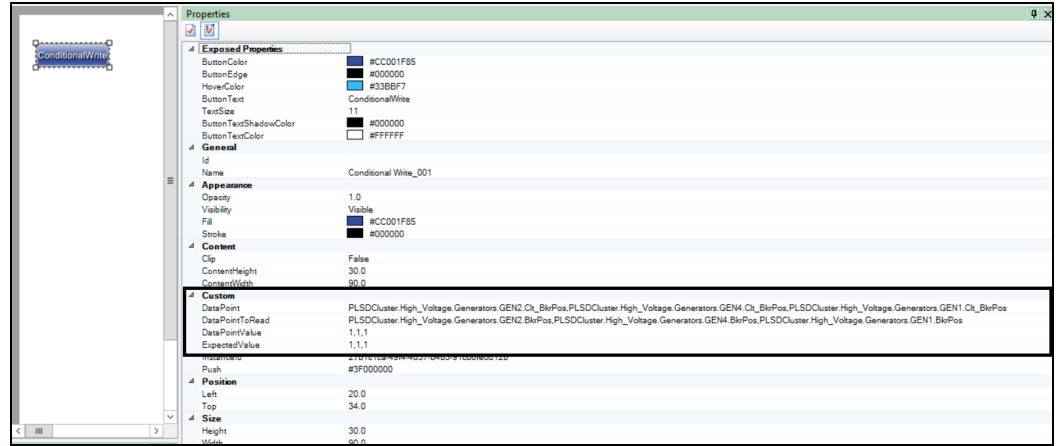 Properties
ConditionalWrite
Exposed Properties
ButtonColor #CC001F85
ButtonEdge #000000
HoverColor #33BBF7
ButtonText ConditionalWrite
TextSize 11
ButtonTextShadowColor #000000
ButtonTextColor #FFFFFF
General
Id
Name Conditional Write_001
Appearance
Opacity 1.0
Visibility Visible
Fill #CC001F85
Stroke #000000
Content
Clip False
ContentHeight 30.0
ContentWidth 90.0
Custom
DataPoint PLSDCluster.High_Voltage.Generators.GEN2.Clt_BkrPos,PLSDCluster.High_Voltage.Generators.GEN4.Clt_BkrPos,PLSDCluster.High_Voltage.Generators.GEN1.Clt_BkrPos
DataPointToRead PLSDCluster.High_Voltage.Generators.GEN2.BkrPos,PLSDCluster.High_Voltage.Generators.GEN4.BkrPos,PLSDCluster.High_Voltage.Generators.GEN1.BkrPos
DataPointValue 1,1,1
ExpectedValue 1,1,1
InstanceId
Push #3F000000
Position
Left 20.0
Top 34.0
Size
Height 30.0
Width 90.0